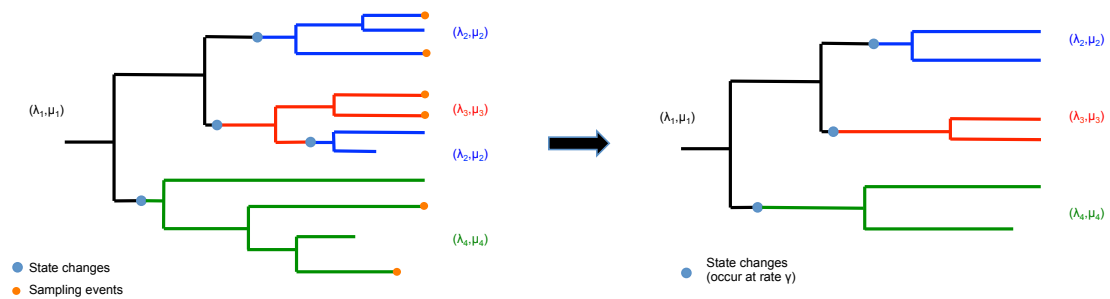 (λ₂,μ₂)
(λ₁,μ₁)
(λ₃,μ₃)
(λ₂,μ₂)
(λ₄,μ₄)
State changes
Sampling events
(λ₂,μ₂)
(λ₁,μ₁)
(λ₃,μ₃)
(λ₄,μ₄)
State changes
(occur at rate γ)